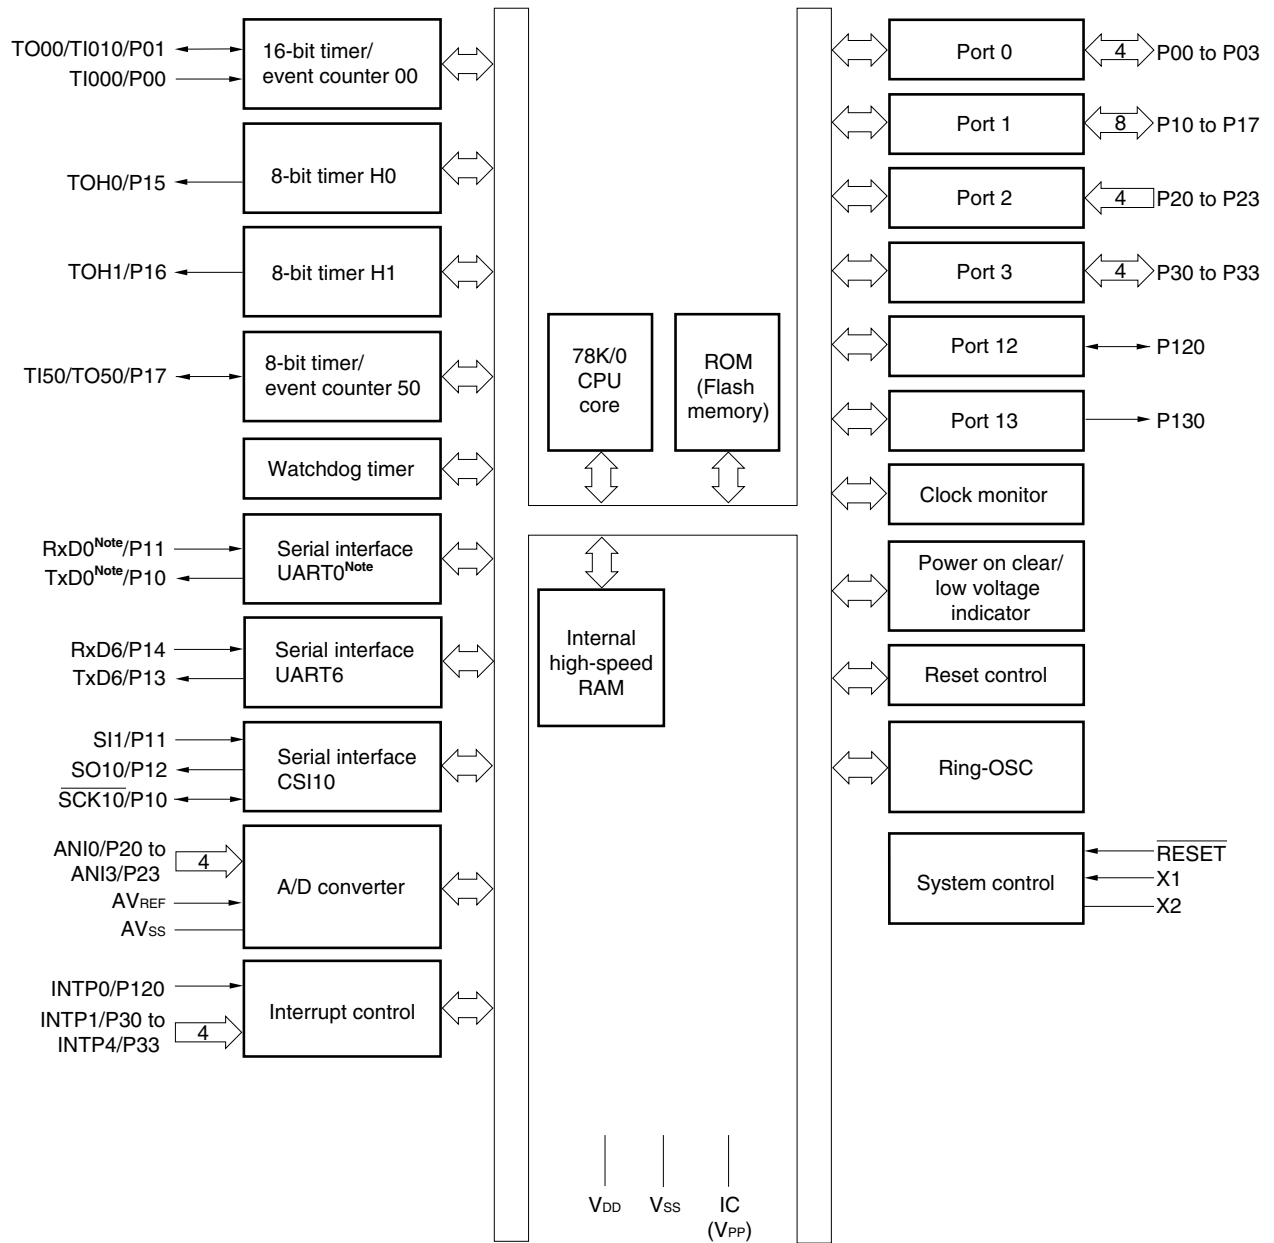 TO00/TI010/P01
TI000/P00
16-bit timer/
event counter 00
TOH0/P15
8-bit timer H0
TOH1/P16
8-bit timer H1
TI50/TO50/P17
8-bit timer/
event counter 50
Watchdog timer
RxD0Note/P11
TxD0Note/P10
Serial interface
UART0Note
RxD6/P14
TxD6/P13
Serial interface
UART6
SI1/P11
SO10/P12
SCK10/P10
Serial interface
CSI10
ANI0/P20 to
ANI3/P23
4
AVREF
AVSS
A/D converter
INTP0/P120
INTP1/P30 to
INTP4/P33
4
Interrupt control
78K/0
CPU
core
ROM
(Flash
memory)
Internal
high-speed
RAM
VDD
VSS
IC
(VPP)
Port 0
4
P00 to P03
Port 1
8
P10 to P17
Port 2
4
P20 to P23
Port 3
4
P30 to P33
Port 12
P120
Port 13
P130
Clock monitor
Power on clear/
low voltage
indicator
Reset control
Ring-OSC
System control
RESET
X1
X2